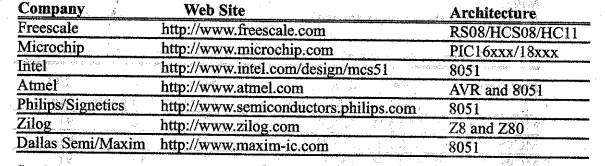 Company Web Site Architecture
Freescale http://www.freescale.com RS08/HCS08/HC11
Microchip http://www.microchip.com PIC16xxx/18xxx
Intel http://www.intel.com/design/mcs51 8051
Atmel http://www.atmel.com AVR and 8051
Philips/Signetics http://www.semiconductors.philips.com 8051
Zilog http://www.zilog.com Z8 and Z80
Dallas Semi/Maxim http://www.maxim-ic.com 8051